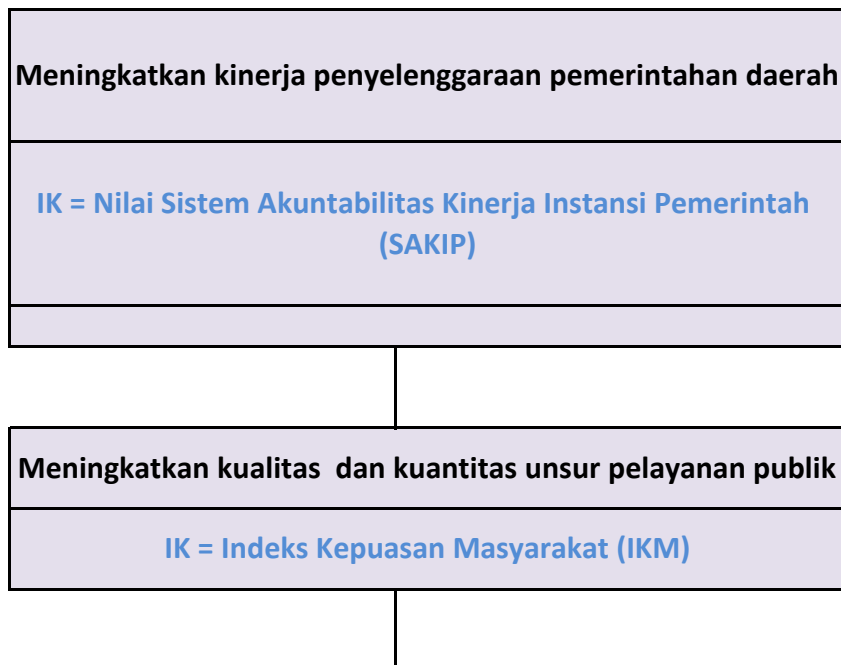 Meningkatkan kinerja penyelenggaraan pemerintahan daerah
IK = Nilai Sistem Akuntabilitas Kinerja Instansi Pemerintah
(SAKIP)
Meningkatkan kualitas  dan kuantitas unsur pelayanan publik
IK = Indeks Kepuasan Masyarakat (IKM)